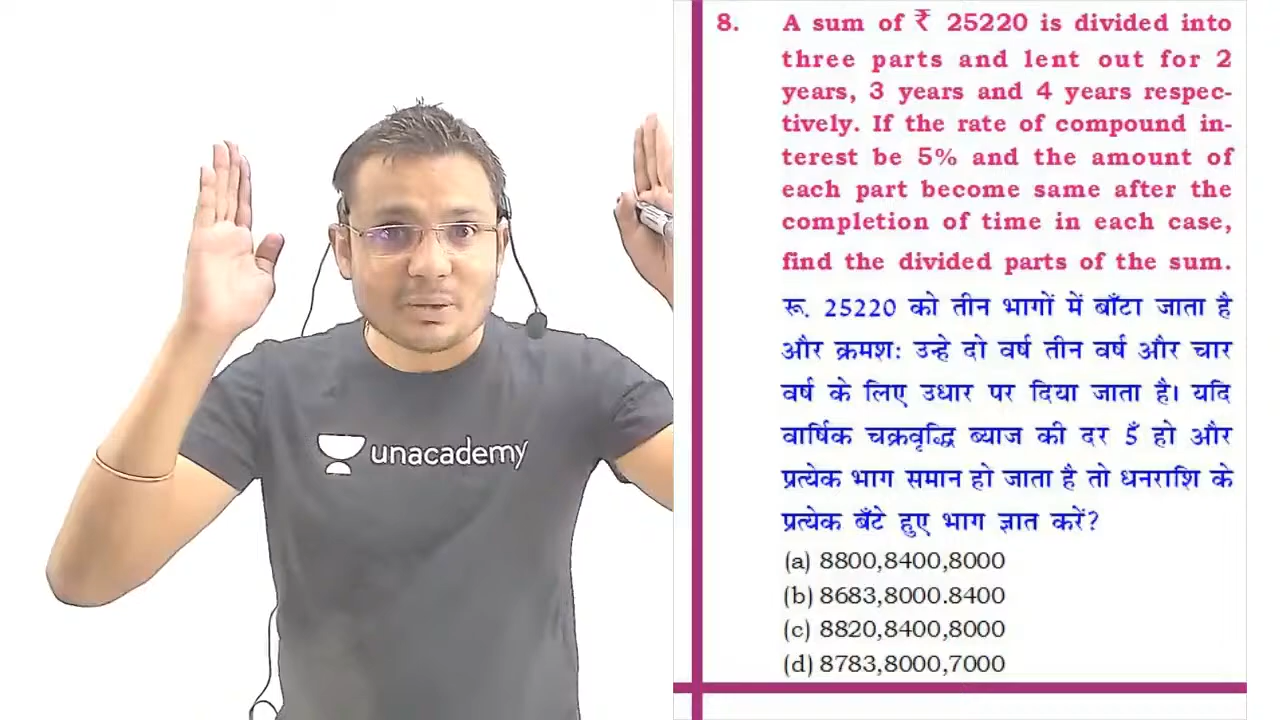 unacademy
8. A sum of ₹ 25220 is divided into
three parts and lent out for 2
years, 3 years and 4 years respec-
tively. If the rate of compound in-
terest be 5% and the amount of
each part become same after the
completion of time in each case,
find the divided parts of the sum.
रू. 25220 को तीन भागों में बाँटा जाता है
और क्रमशः उन्हे दो वर्ष तीन वर्ष और चार
वर्ष के लिए उधार पर दिया जाता है। यदि
वार्षिक चक्रवृद्धि ब्याज की दर 5ँ हो और
प्रत्येक भाग समान हो जाता है तो धनराशि के
प्रत्येक बँटे हुए भाग ज्ञात करें?
(a) 8800,8400,8000
(b) 8683,8000.8400
(c) 8820,8400,8000
(d) 8783,8000,7000